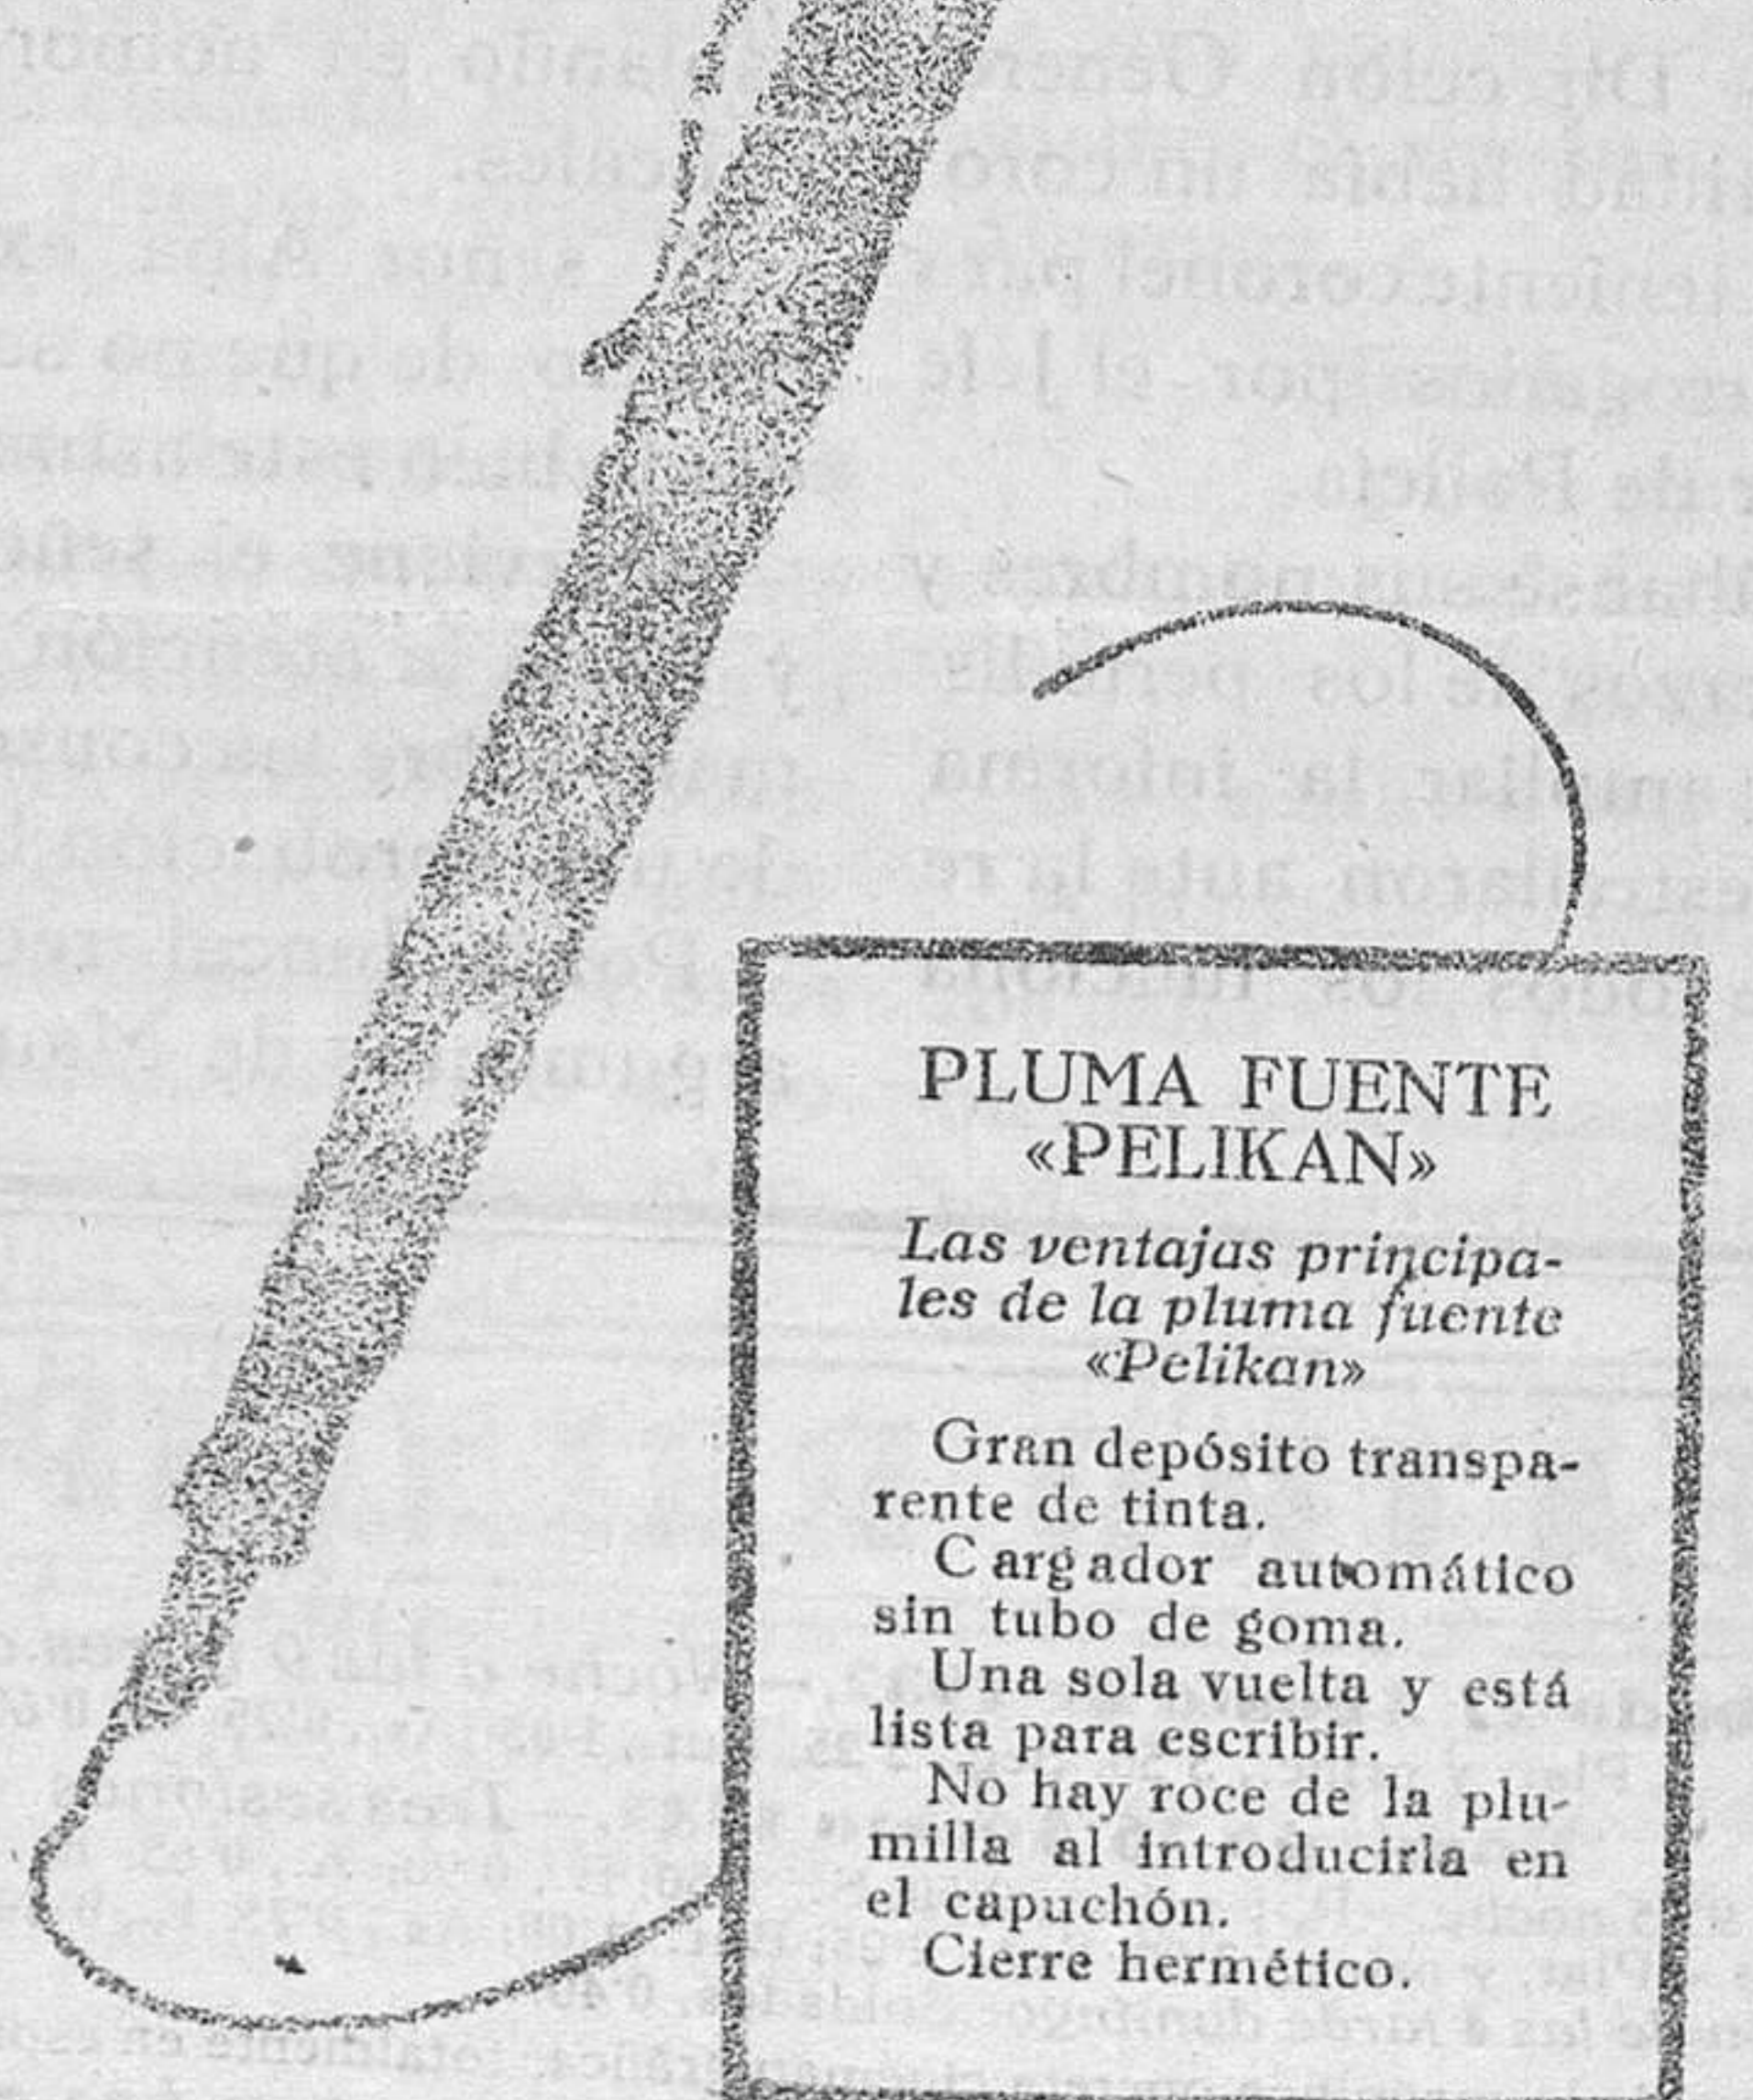 PLUMA FUENTE
«PELIKAN»
Las ventajas principa-
les de la pluma fuente
«Pelikan»
Gran depósito transpa-
rente de tinta.
Cargador automático
sin tubo de goma.
Una sola vuelta y está
lista para escribir.
No hay roce de la plu-
milla al introducirla en
el capuchón.
Cierre hermético.